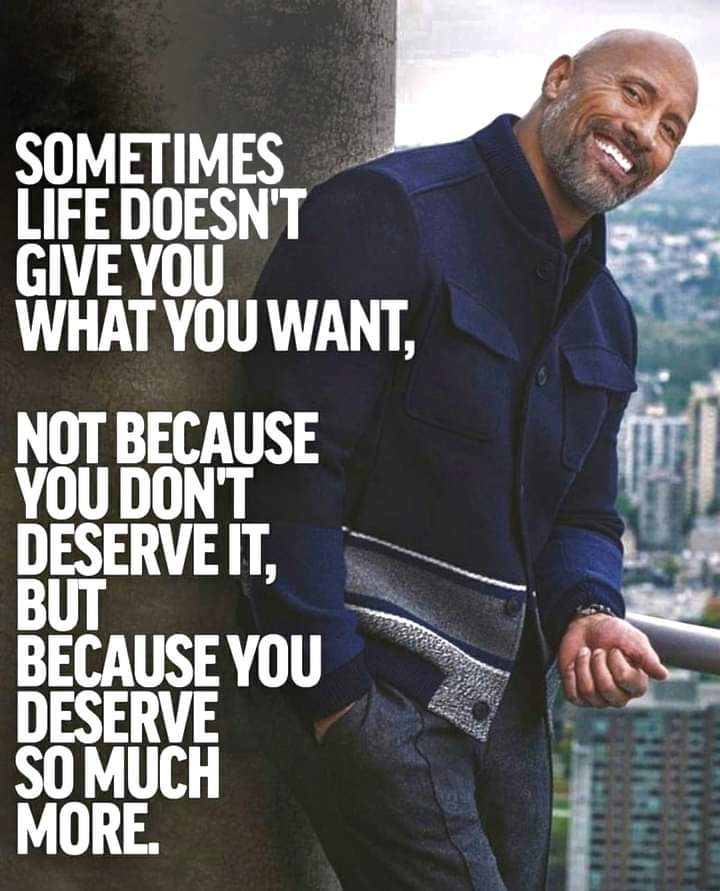 SOMETIMES
LIFE DOESN'T
GIVE YOU
WHAT YOU WANT,
NOT BECAUSE
YOU DON'T
DESERVE IT,
BUT
BECAUSE YOU
DESERVE
SO MUCH
MORE.